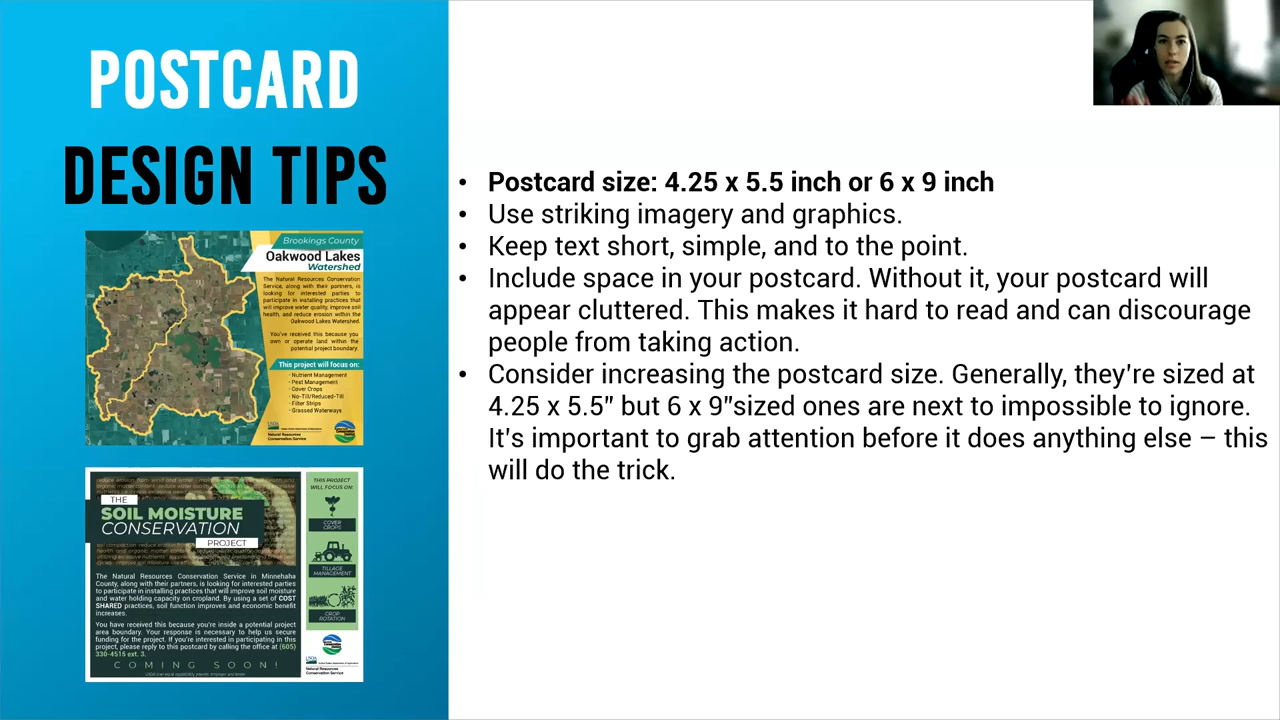 POSTCARD
DESIGN TIPS
Brookings County
Oakwood Lakes
Watershed
The Natural Resources Conservation
Service, along with their partners, is
looking for interested parties to
participate in installing practices that
will improve water quality, improve soil
health, and reduce erosion within the
Oakwood Lakes Watershed.
You've received this because you
own or operate land within the
potential project boundary.
This project will focus on:
- Nutrient Management
- Pest Management
- Cover Crops
- No-Till/Reduced-Till
- Filter Strips
- Grassed Waterways
USDA
Natural Resources
Conservation Service
THE
SOIL MOISTURE
CONSERVATION
PROJECT
The Natural Resources Conservation Service in Minnehaha
County, along with their partners, is looking for interested parties
to participate in installing practices that will improve soil moisture
and water holding capacity on cropland. By using a set of COST
SHARED practices, soil function improves and economic benefit
increases.
You have received this because you're inside a potential project
area boundary. Your response is necessary to help us secure
funding for the project. If you're interested in participating in this
project, please reply to this postcard by calling the office at (605)
330-4515 ext. 3.
COMING SOON!
THIS PROJECT
WILL FOCUS ON:
COVER
CROPS
TILLAGE
MANAGEMENT
CROP
ROTATION
USDA
Natural Resources
Conservation Service
• Postcard size: 4.25 x 5.5 inch or 6 x 9 inch
• Use striking imagery and graphics.
• Keep text short, simple, and to the point.
• Include space in your postcard. Without it, your postcard will
appear cluttered. This makes it hard to read and can discourage
people from taking action.
• Consider increasing the postcard size. Generally, they're sized at
4.25 x 5.5" but 6 x 9"sized ones are next to impossible to ignore.
It's important to grab attention before it does anything else – this
will do the trick.